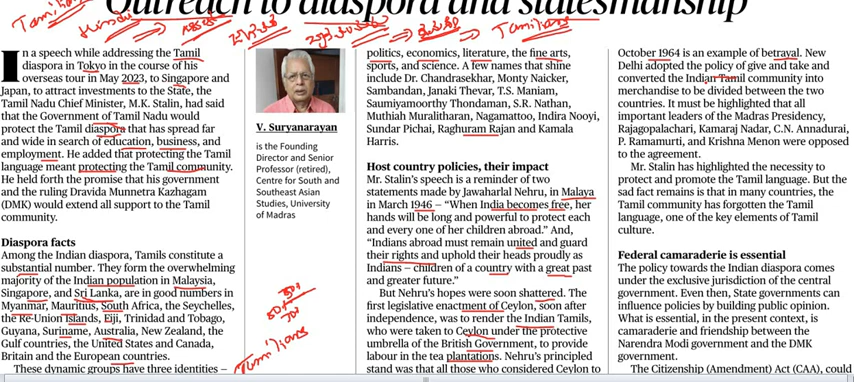 Outreach to diaspora and statesmanship
In a speech while addressing the Tamil
diaspora in Tokyo in the course of his
overseas tour in May 2023, to Singapore and
Japan, to attract investments to the State, the
Tamil Nadu Chief Minister, M.K. Stalin, had said
that the Government of Tamil Nadu would
protect the Tamil diaspora that has spread far
and wide in search of education, business, and
employment. He added that protecting the Tamil
language meant protecting the Tamil community.
He held forth the promise that his government
and the ruling Dravida Munnetra Kazhagam
(DMK) would extend all support to the Tamil
community.
Diaspora facts
Among the Indian diaspora, Tamils constitute a
substantial number. They form the overwhelming
majority of the Indian population in Malaysia,
Singapore, and Sri Lanka, are in good numbers in
Myanmar, Mauritius, South Africa, the Seychelles,
the Re-Union Islands, Fiji, Trinidad and Tobago,
Guyana, Suriname, Australia, New Zealand, the
Gulf countries, the United States and Canada,
Britain and the European countries.
These dynamic groups have three identities –
V. Suryanarayan
is the Founding
Director and Senior
Professor (retired),
Centre for South and
Southeast Asian
Studies, University
of Madras
politics, economics, literature, the fine arts,
sports, and science. A few names that shine
include Dr. Chandrasekhar, Monty Naicker,
Sambandan, Janaki Thevar, T.S. Maniam,
Saumiyamoorthy Thondaman, S.R. Nathan,
Muthiah Muralitharan, Nagamattoo, Indira Nooyi,
Sundar Pichai, Raghuram Rajan and Kamala
Harris.
Host country policies, their impact
Mr. Stalin's speech is a reminder of two
statements made by Jawaharlal Nehru, in Malaya
in March 1946 – "When India becomes free, her
hands will be long and powerful to protect each
and every one of her children abroad." And,
"Indians abroad must remain united and guard
their rights and uphold their heads proudly as
Indians – children of a country with a great past
and greater future."
But Nehru's hopes were soon shattered. The
first legislative enactment of Ceylon, soon after
independence, was to render the Indian Tamils,
who were taken to Ceylon under the protective
umbrella of the British Government, to provide
labour in the tea plantations. Nehru's principled
stand was that all those who considered Ceylon to
October 1964 is an example of betrayal. New
Delhi adopted the policy of give and take and
converted the Indian Tamil community into
merchandise to be divided between the two
countries. It must be highlighted that all
important leaders of the Madras Presidency,
Rajagopalachari, Kamaraj Nadar, C.N. Annadurai,
P. Ramamurti, and Krishna Menon were opposed
to the agreement.
Mr. Stalin has highlighted the necessity to
protect and promote the Tamil language. But the
sad fact remains is that in many countries, the
Tamil community has forgotten the Tamil
language, one of the key elements of Tamil
culture.
Federal camaraderie is essential
The policy towards the Indian diaspora comes
under the exclusive jurisdiction of the central
government. Even then, State governments can
influence policies by building public opinion.
What is essential, in the present context, is
camaraderie and friendship between the
Narendra Modi government and the DMK
government.
The Citizenship (Amendment) Act (CAA), could